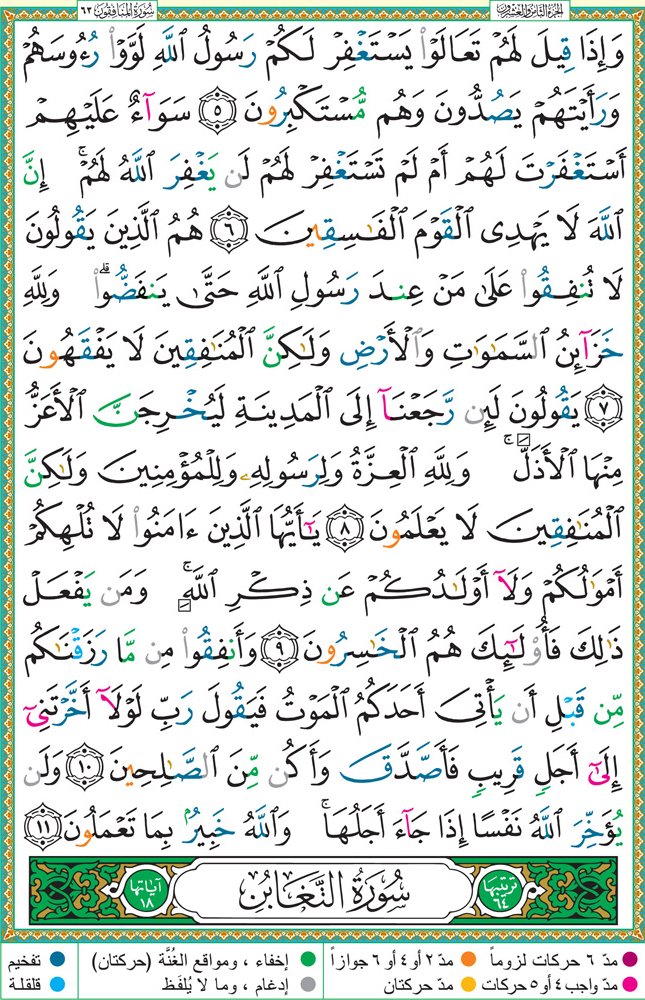 الجزء الثامن والعشرون
سورة المنافقون ٦٣
وَإِذَا قِيلَ لَهُمْ تَعَالَوْا۟ يَسْتَغْفِرْ لَكُمْ رَسُولُ ٱللَّهِ لَوَّوْا۟ رُءُوسَهُمْ
وَرَأَيْتَهُمْ يَصُدُّونَ وَهُم مُّسْتَكْبِرُونَ ٥ سَوَآءٌ عَلَيْهِمْ
أَسْتَغْفَرْتَ لَهُمْ أَمْ لَمْ تَسْتَغْفِرْ لَهُمْ لَن يَغْفِرَ ٱللَّهُ لَهُمْ ۚ إِنَّ
ٱللَّهَ لَا يَهْدِى ٱلْقَوْمَ ٱلْفَـٰسِقِينَ ٦ هُمُ ٱلَّذِينَ يَقُولُونَ
لَا تُنفِقُوا۟ عَلَىٰ مَنْ عِندَ رَسُولِ ٱللَّهِ حَتَّىٰ يَنفَضُّوا۟ ۗ وَلِلَّهِ
خَزَآئِنُ ٱلسَّمَـٰوَٰتِ وَٱلْأَرْضِ وَلَـٰكِنَّ ٱلْمُنَـٰفِقِينَ لَا يَفْقَهُونَ
٧ يَقُولُونَ لَئِن رَّجَعْنَآ إِلَى ٱلْمَدِينَةِ لَيُخْرِجَنَّ ٱلْأَعَزُّ
مِنْهَا ٱلْأَذَلَّ ۚ وَلِلَّهِ ٱلْعِزَّةُ وَلِرَسُولِهِۦ وَلِلْمُؤْمِنِينَ وَلَـٰكِنَّ
ٱلْمُنَـٰفِقِينَ لَا يَعْلَمُونَ ٨ يَـٰٓأَيُّهَا ٱلَّذِينَ ءَامَنُوا۟ لَا تُلْهِكُمْ
أَمْوَٰلُكُمْ وَلَآ أَوْلَـٰدُكُمْ عَن ذِكْرِ ٱللَّهِ ۚ وَمَن يَفْعَلْ
ذَٰلِكَ فَأُو۟لَـٰٓئِكَ هُمُ ٱلْخَـٰسِرُونَ ٩ وَأَنفِقُوا۟ مِن مَّا رَزَقْنَـٰكُم
مِّن قَبْلِ أَن يَأْتِىَ أَحَدَكُمُ ٱلْمَوْتُ فَيَقُولَ رَبِّ لَوْلَآ أَخَّرْتَنِىٓ
إِلَىٰٓ أَجَلٍ قَرِيبٍ فَأَصَّدَّقَ وَأَكُن مِّنَ ٱلصَّـٰلِحِينَ ١٠ وَلَن
يُؤَخِّرَ ٱللَّهُ نَفْسًا إِذَا جَآءَ أَجَلُهَا ۚ وَٱللَّهُ خَبِيرٌۢ بِمَا تَعْمَلُونَ ١١
ترتيبها ٦٤ سُورَةُ التَّغَابُنِ آياتها ١٨
مدّ ٦ حركات لزوماً مدّ ٢ أو ٤ أو ٦ جوازاً إخفاء ، ومواقع الغُنَّة (حركتان) تفخيم
مدّ واجب ٤ أو ٥ حركات مدّ حركتان إدغام ، وما لا يُلفَظ قلقلة